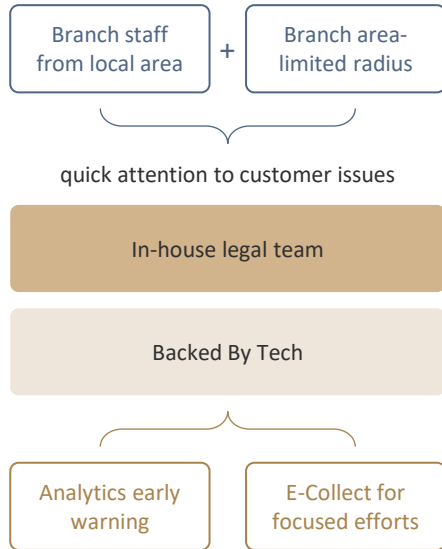 Branch staff
from local area
+
Branch area-
limited radius
quick attention to customer issues
In-house legal team
Backed By Tech
Analytics early
warning
E-Collect for
focused efforts